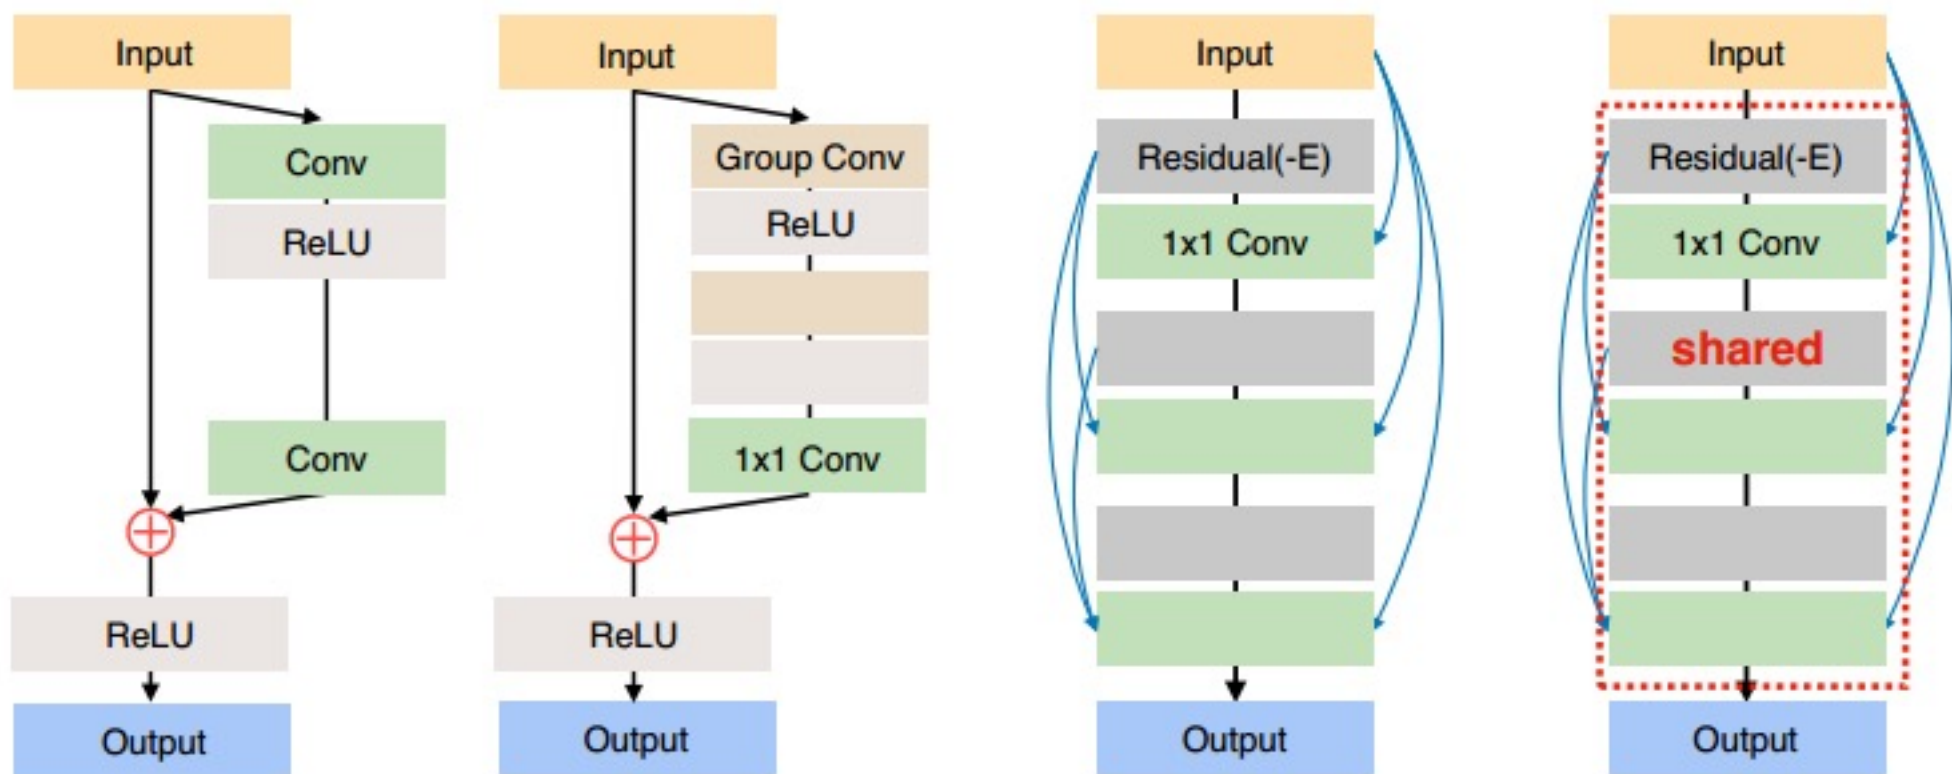 Input
Conv
ReLU
Conv
ReLU
Output
Input
Group Conv
ReLU
1x1 Conv
ReLU
Output
Input
Residual(-E)
1x1 Conv
Output
Input
Residual(-E)
1x1 Conv
shared
Output